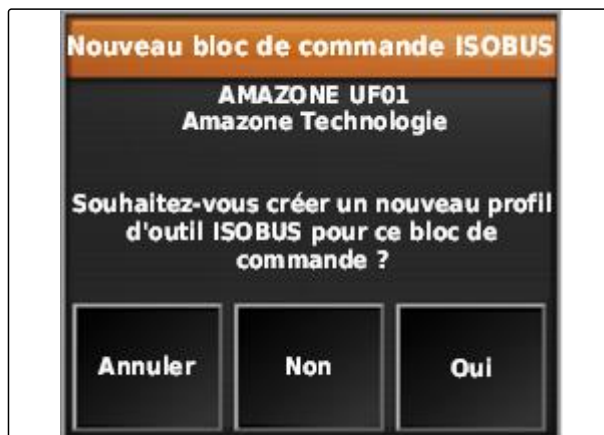 Nouveau bloc de commande ISOBUS
AMAZONE UF01
Amazone Technologie
Souhaitez-vous créer un nouveau profil
d'outil ISOBUS pour ce bloc de
commande ?
Annuler
Non
Oui